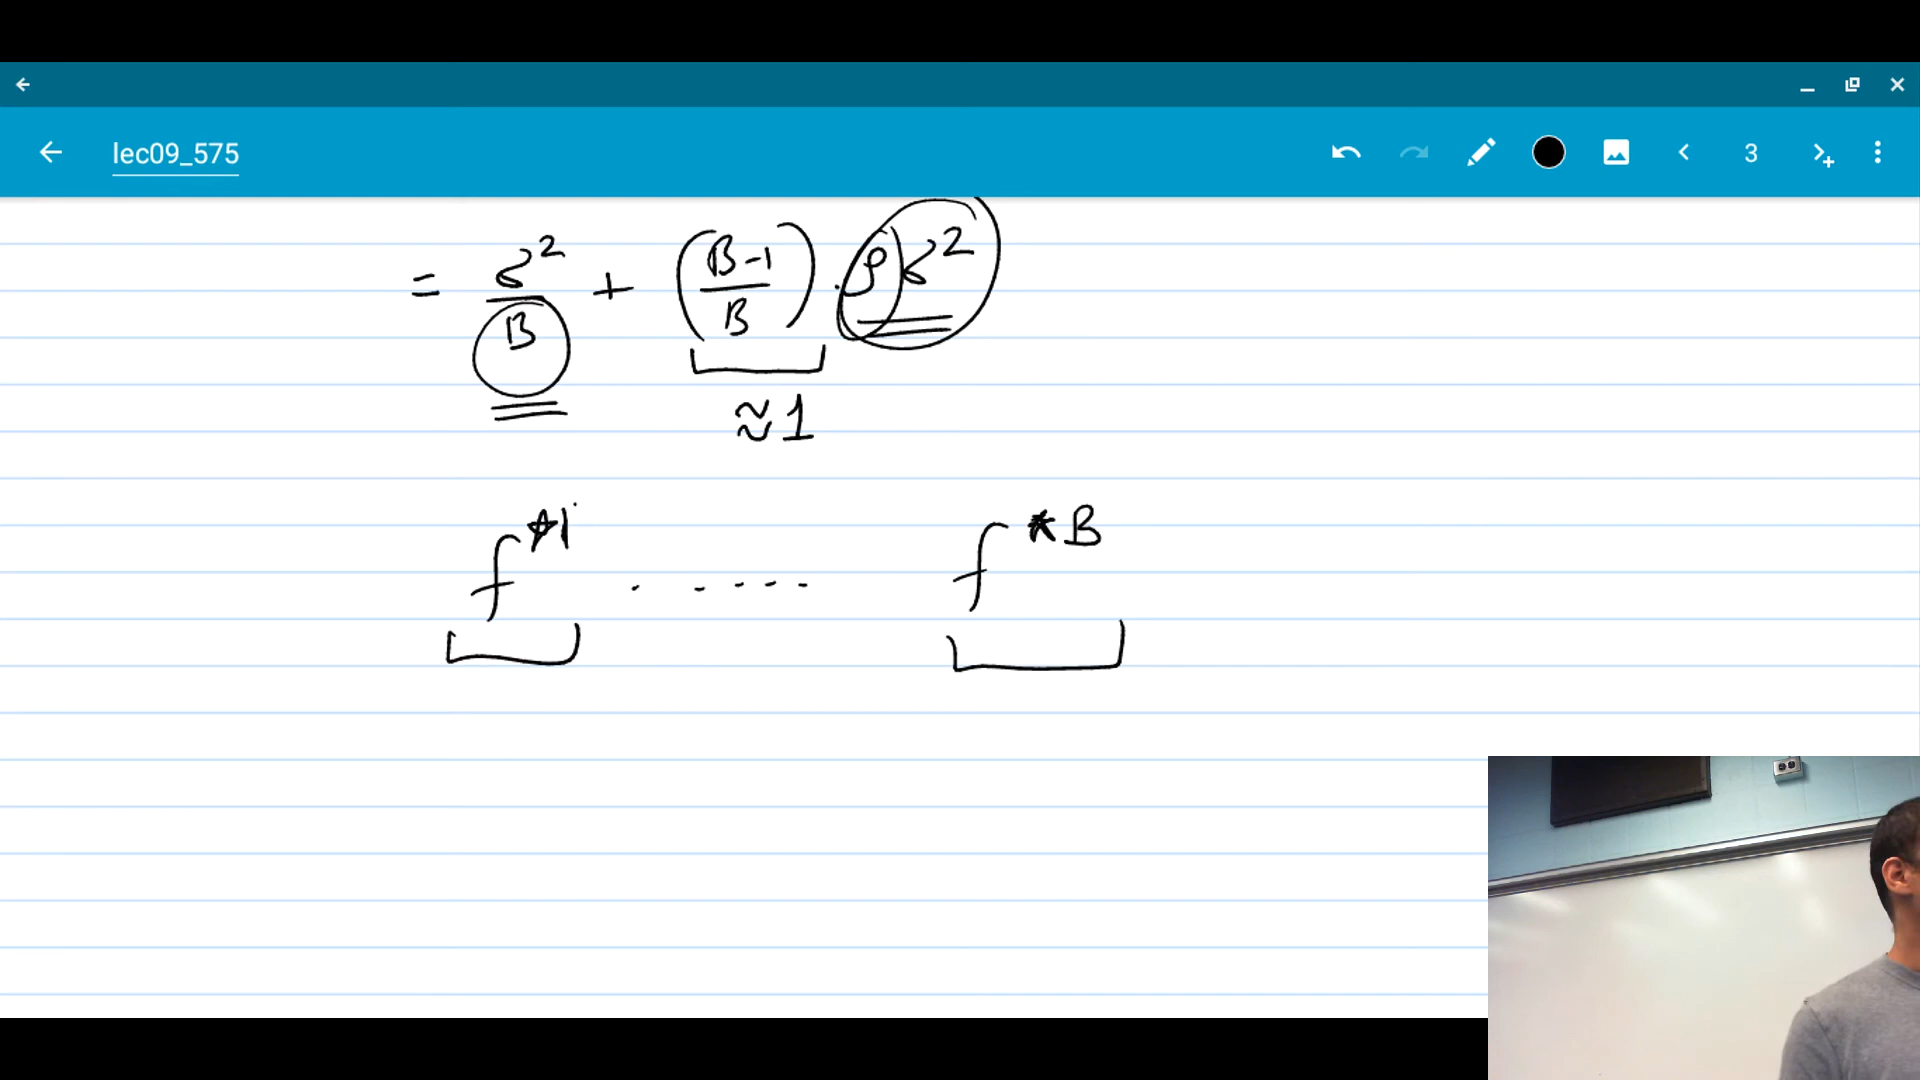 lec09_575
3
= σ²/B + ((B-1)/B) · ρσ²
≈ 1
f*1 . . . . . f*B